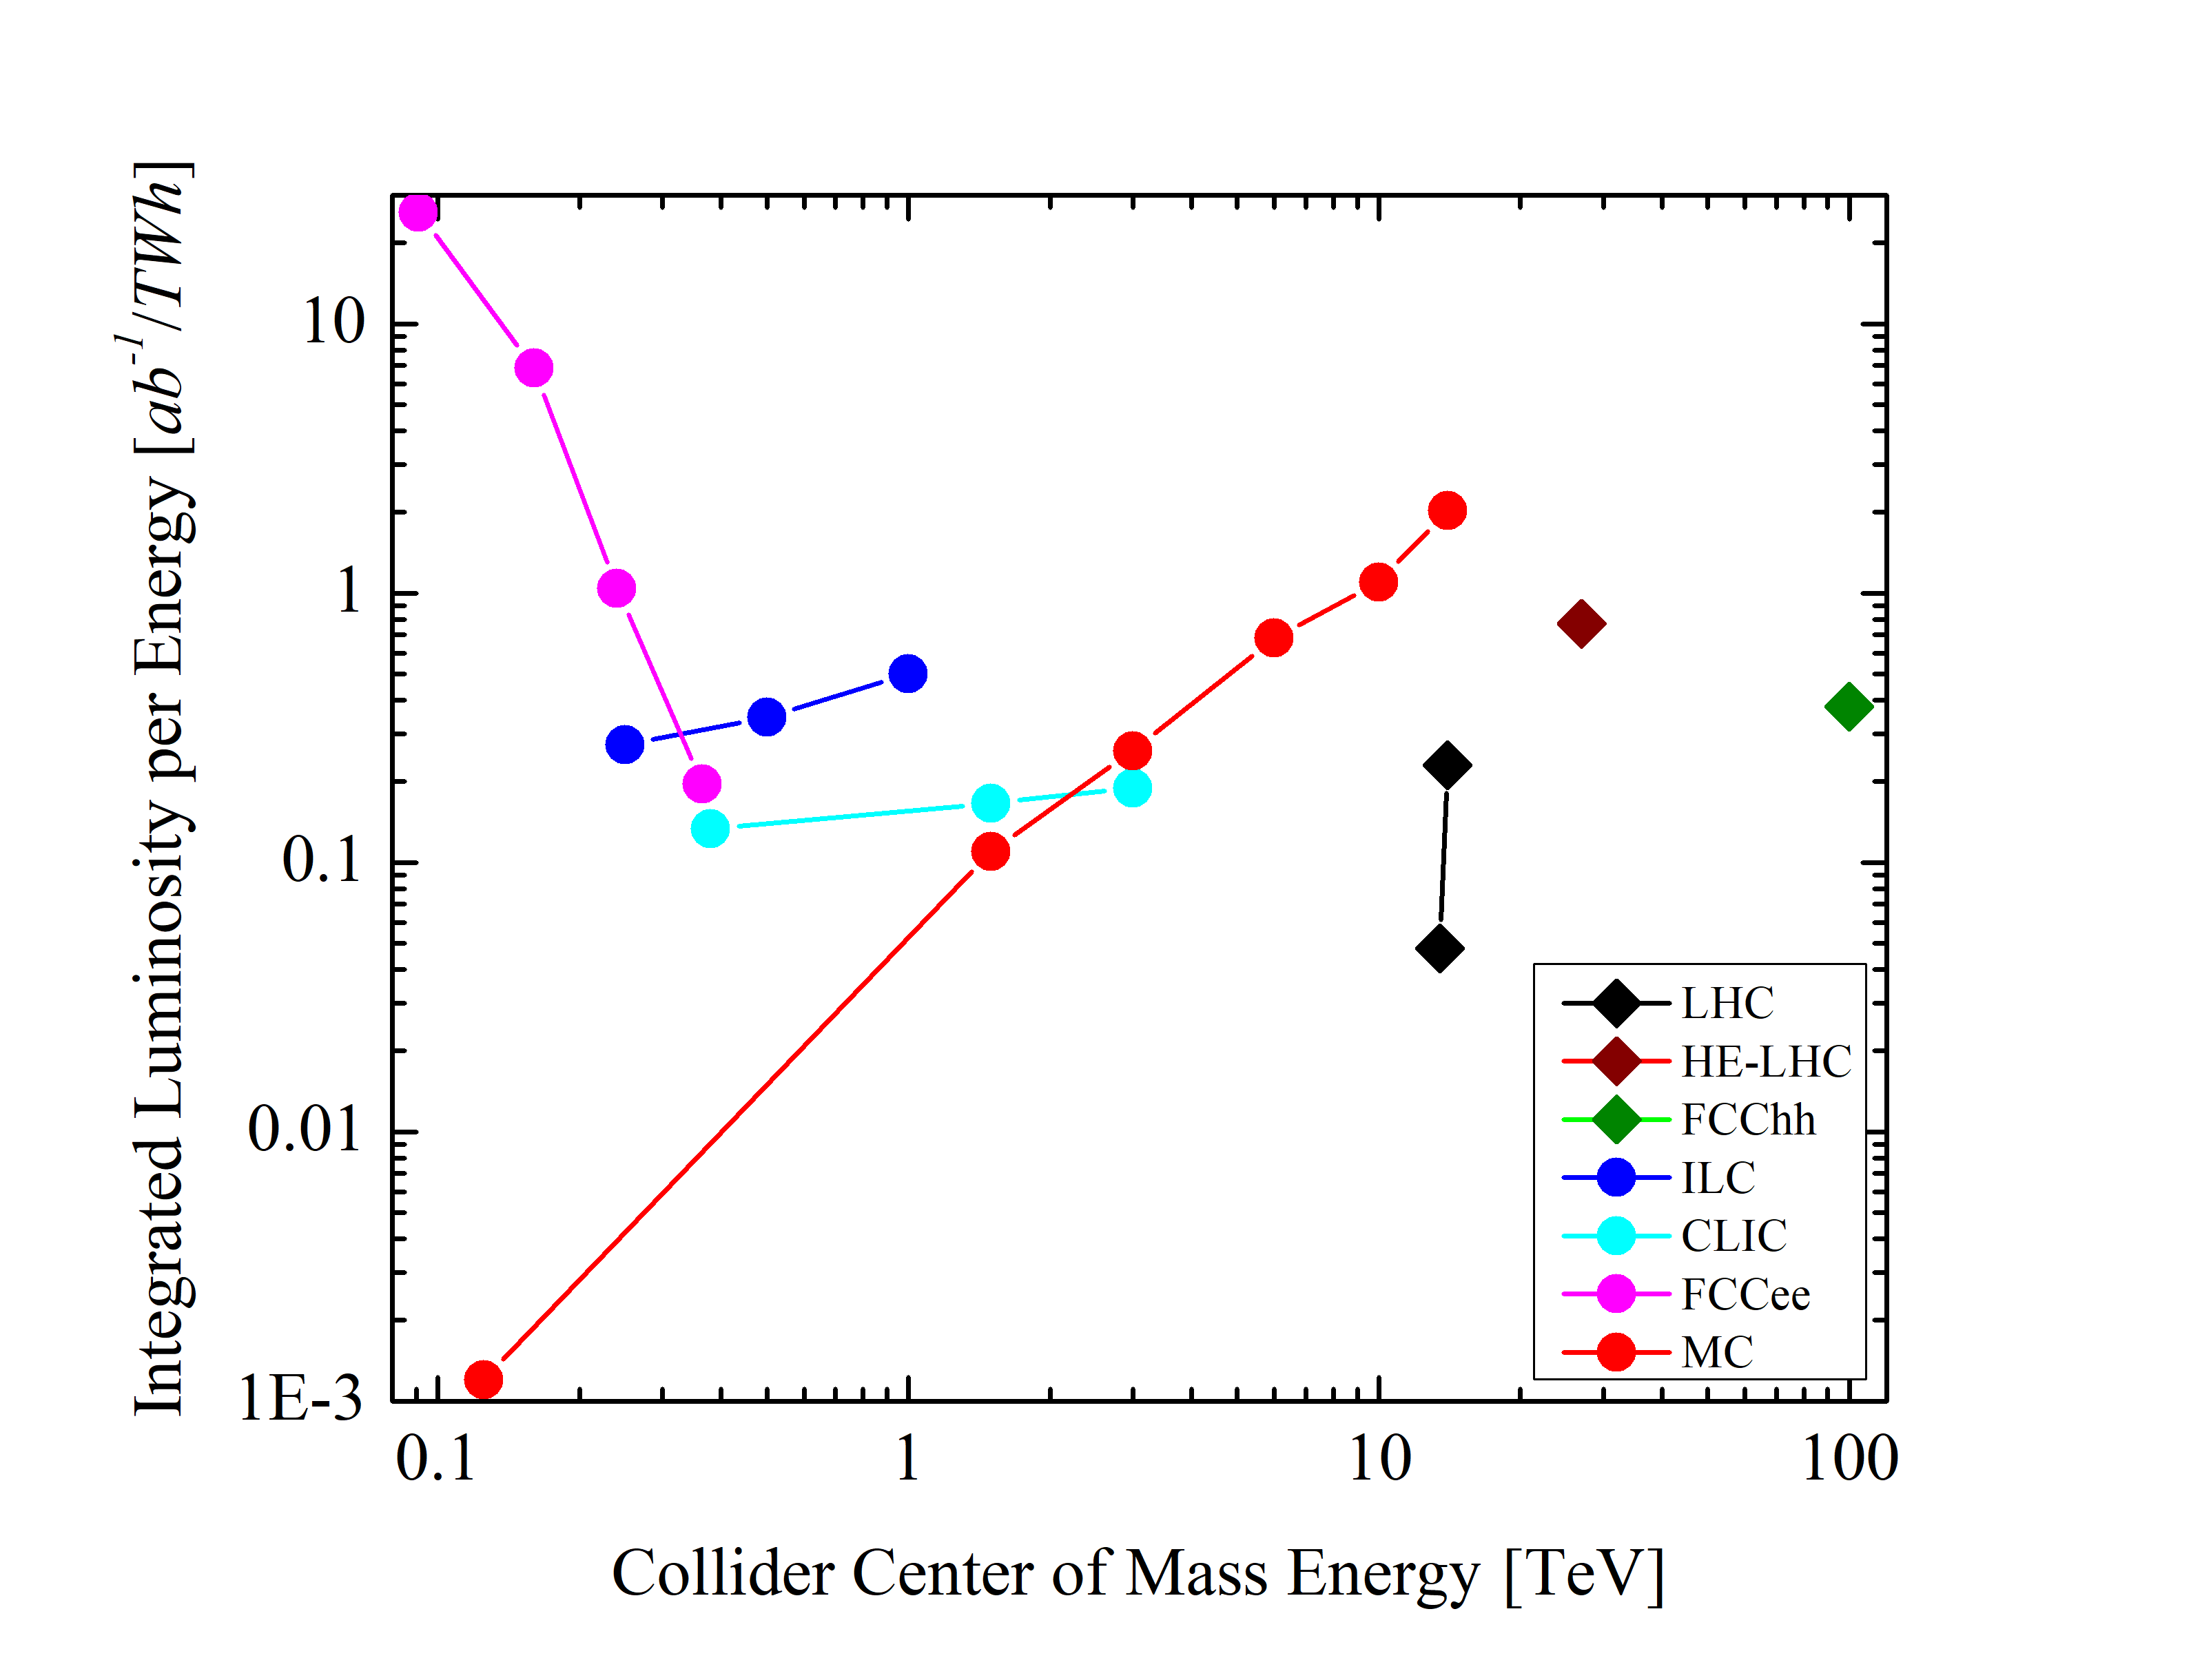 Integrated Luminosity per Energy [ab⁻¹/TWh]
10
1
0.1
0.01
1E-3
0.1 1 10 100
Collider Center of Mass Energy [TeV]
LHC
HE-LHC
FCChh
ILC
CLIC
FCCee
MC